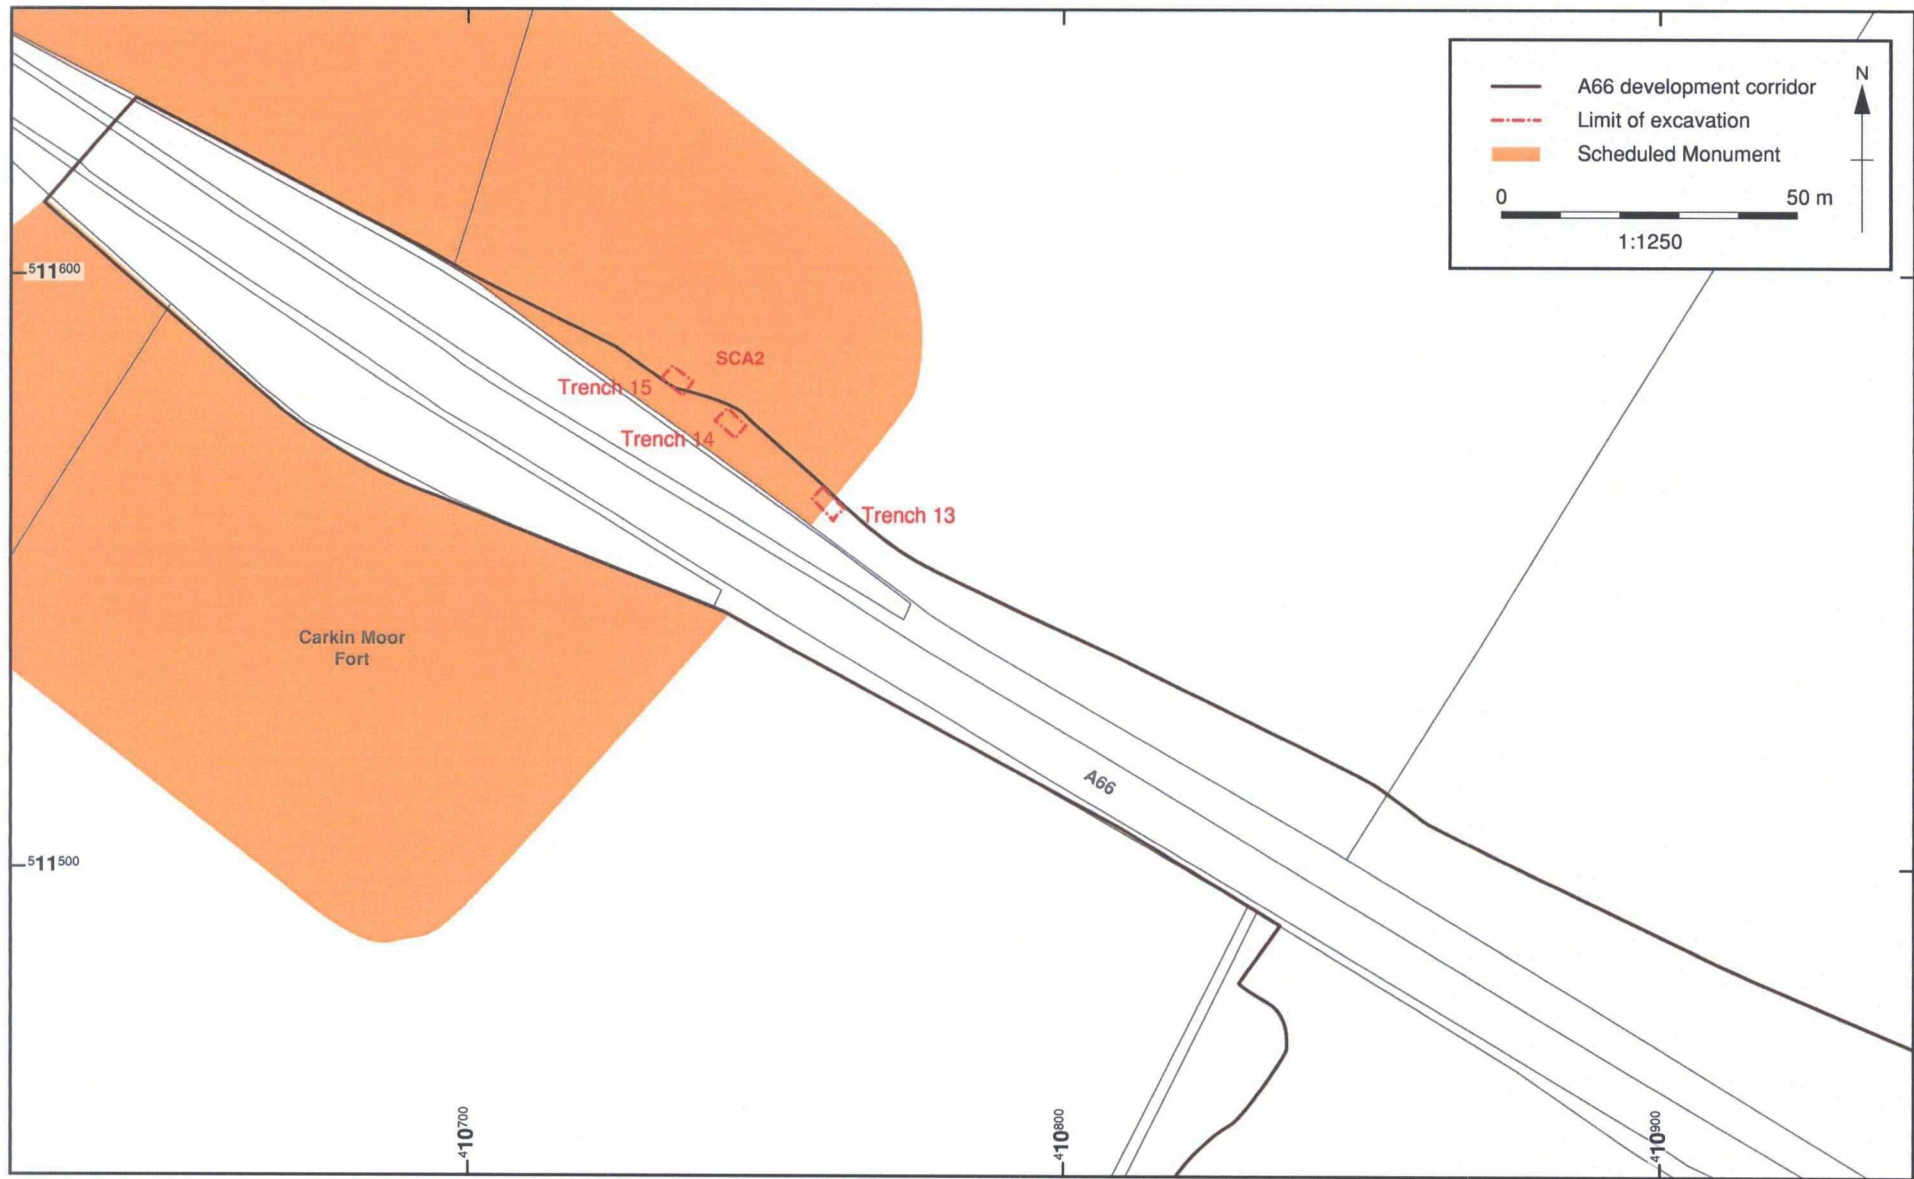 A66 development corridor
Limit of excavation
Scheduled Monument
N
0 50 m
1:1250
511600
SCA2
Trench 15
Trench 14
Trench 13
Carkin Moor
Fort
A66
511500
410700
410800
410900